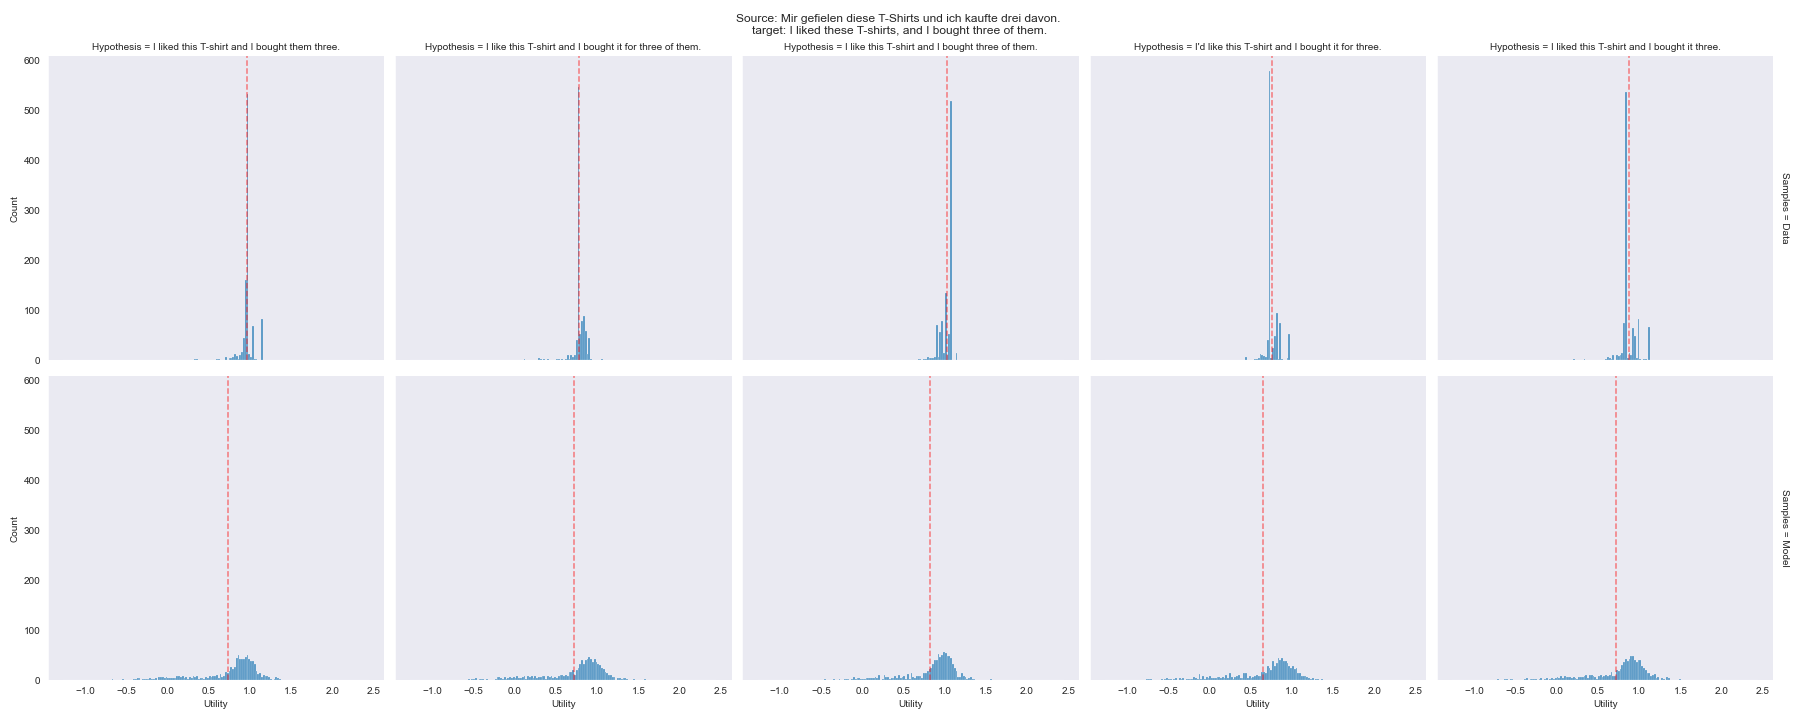 Source: Mir gefielen diese T-Shirts und ich kaufte drei davon.
target: I liked these T-shirts, and I bought three of them.
Hypothesis = I liked this T-shirt and I bought them three.
Hypothesis = I like this T-shirt and I bought it for three of them.
Hypothesis = I like this T-shirt and I bought three of them.
Hypothesis = I'd like this T-shirt and I bought it for three.
Hypothesis = I liked this T-shirt and I bought it three.
600
500
400
300
200
100
0
Count
Samples = Data
600
500
400
300
200
100
0
Count
Samples = Model
−1.0 −0.5 0.0 0.5 1.0 1.5 2.0 2.5
−1.0 −0.5 0.0 0.5 1.0 1.5 2.0 2.5
−1.0 −0.5 0.0 0.5 1.0 1.5 2.0 2.5
−1.0 −0.5 0.0 0.5 1.0 1.5 2.0 2.5
−1.0 −0.5 0.0 0.5 1.0 1.5 2.0 2.5
Utility
Utility
Utility
Utility
Utility